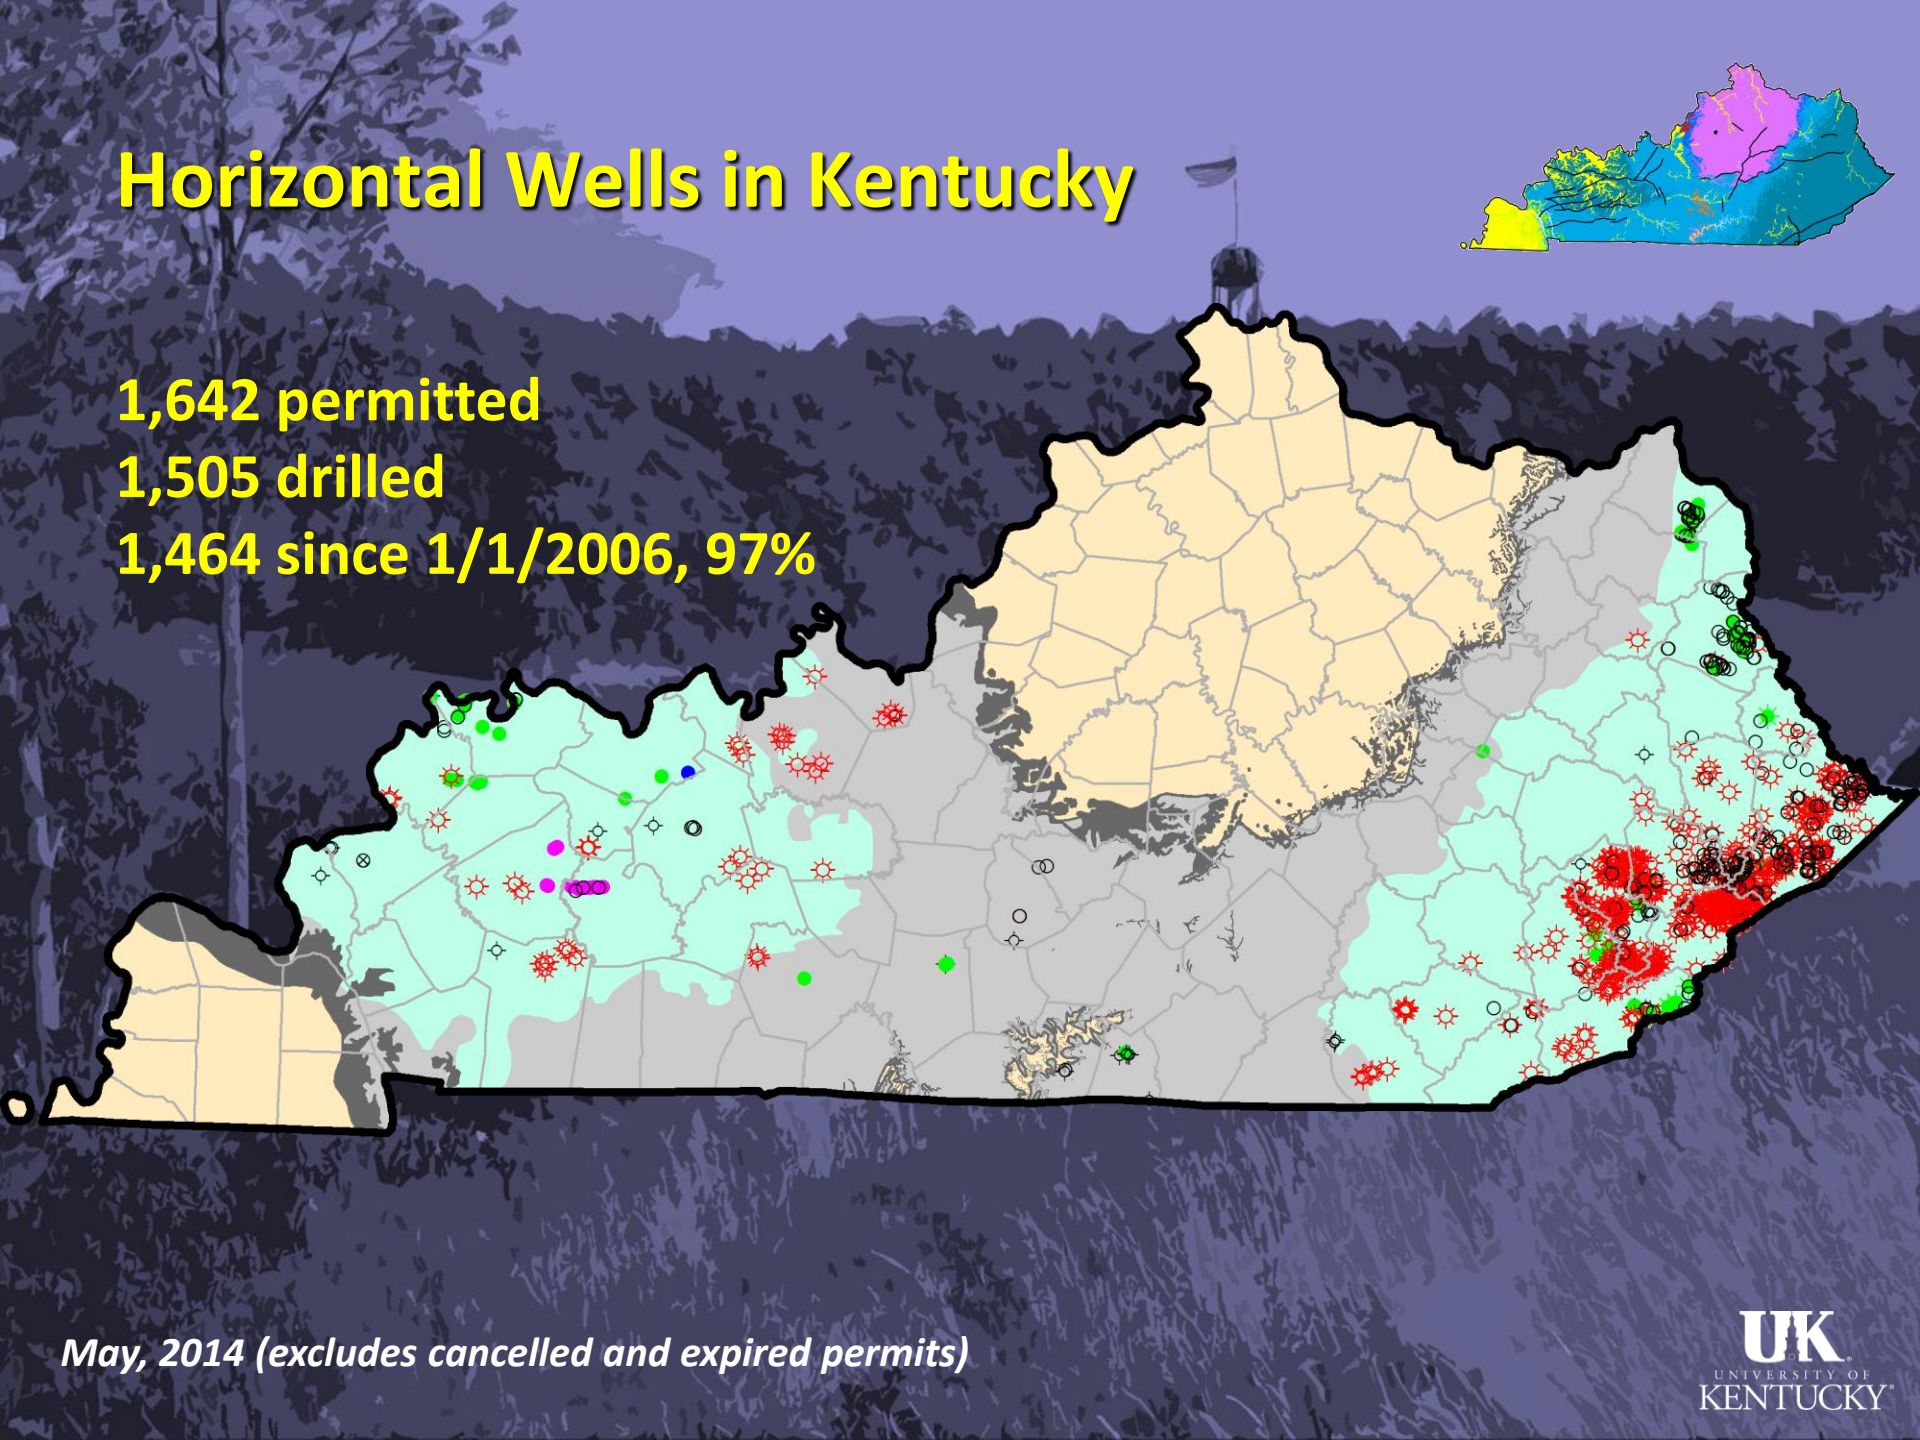 Horizontal Wells in Kentucky
1,642 permitted
1,505 drilled
1,464 since 1/1/2006, 97%
May, 2014 (excludes cancelled and expired permits)
UK
UNIVERSITY OF
KENTUCKY